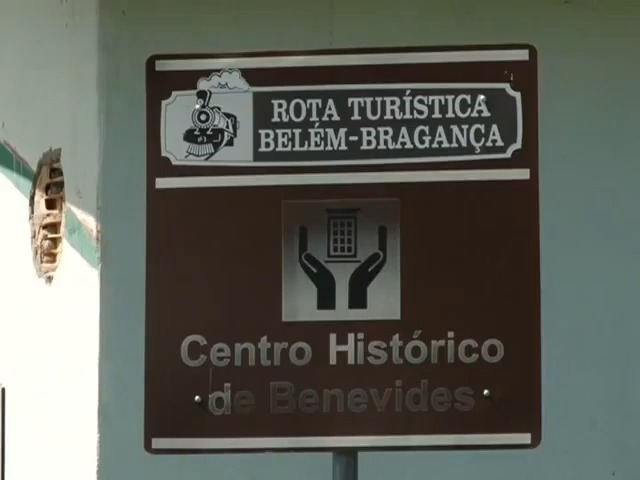 ROTA TURÍSTICA
BELÉM-BRAGANÇA
Centro Histórico
de Benevides